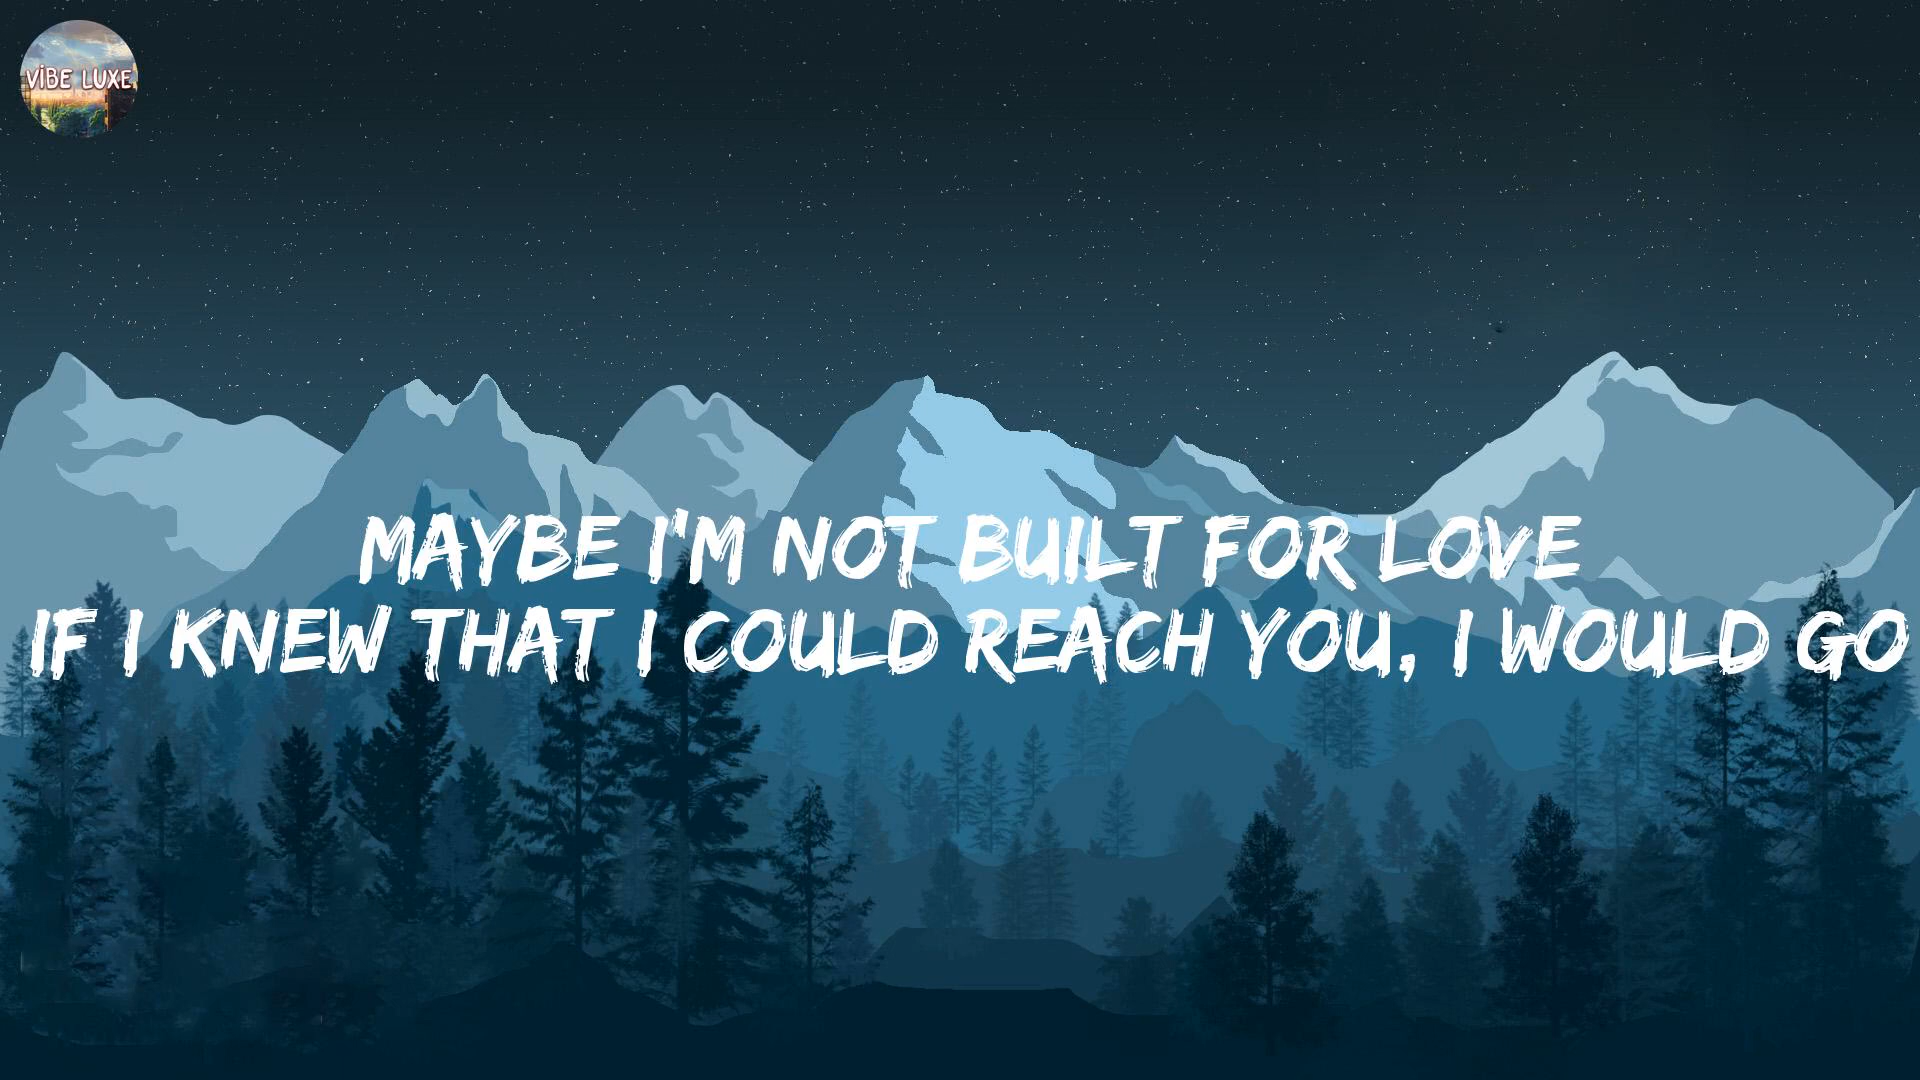 VIBE LUXE
MAYBE I'M NOT BUILT FOR LOVE
IF I KNEW THAT I COULD REACH YOU, I WOULD GO